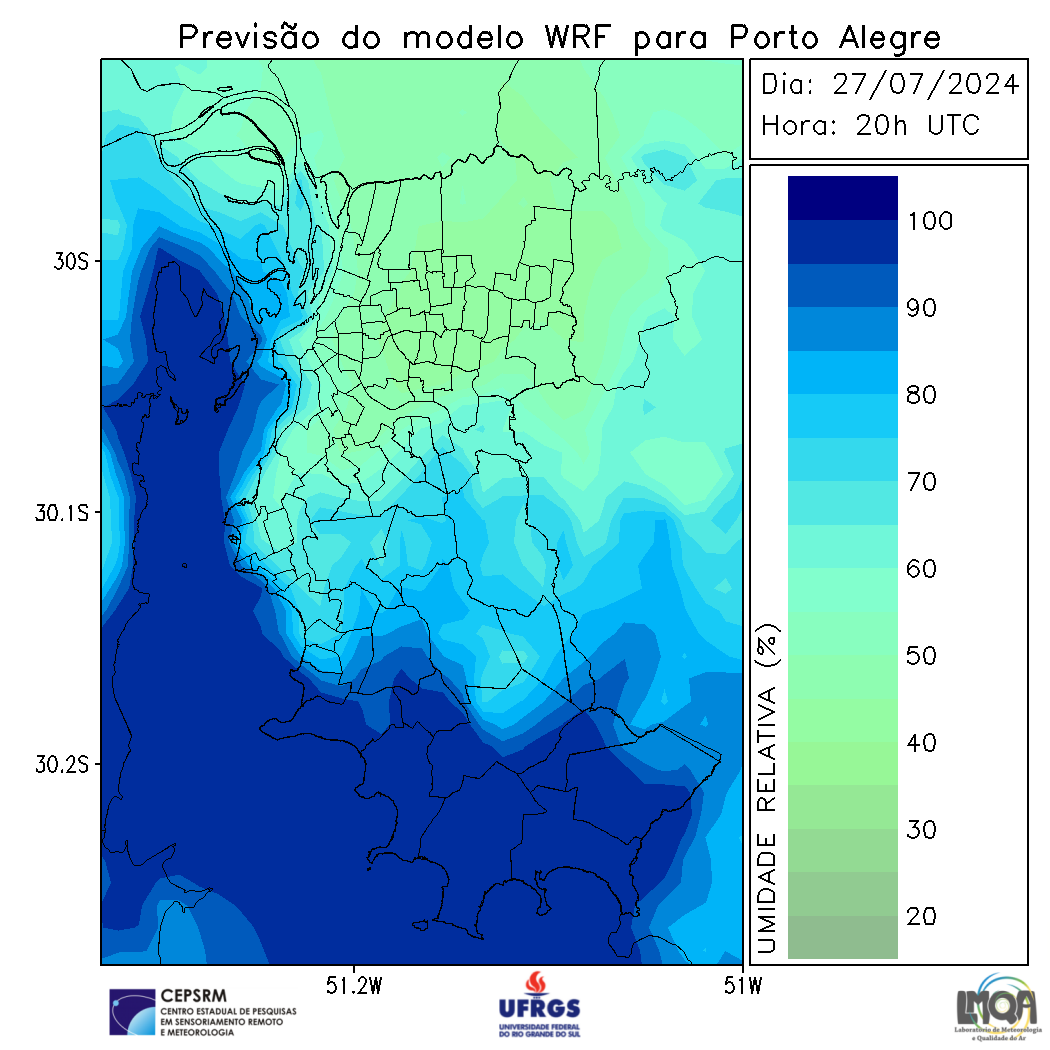 Previsão do modelo WRF para Porto Alegre
Dia: 27/07/2024
Hora: 20h UTC
30S
30.1S
30.2S
51.2W
51W
UMIDADE RELATIVA (%)
100
90
80
70
60
50
40
30
20
CEPSRM
CENTRO ESTADUAL DE PESQUISAS
EM SENSORIAMENTO REMOTO
E METEOROLOGIA
UFRGS
UNIVERSIDADE FEDERAL
DO RIO GRANDE DO SUL
LMQA
Laboratório de Meteorologia
e Qualidade do Ar